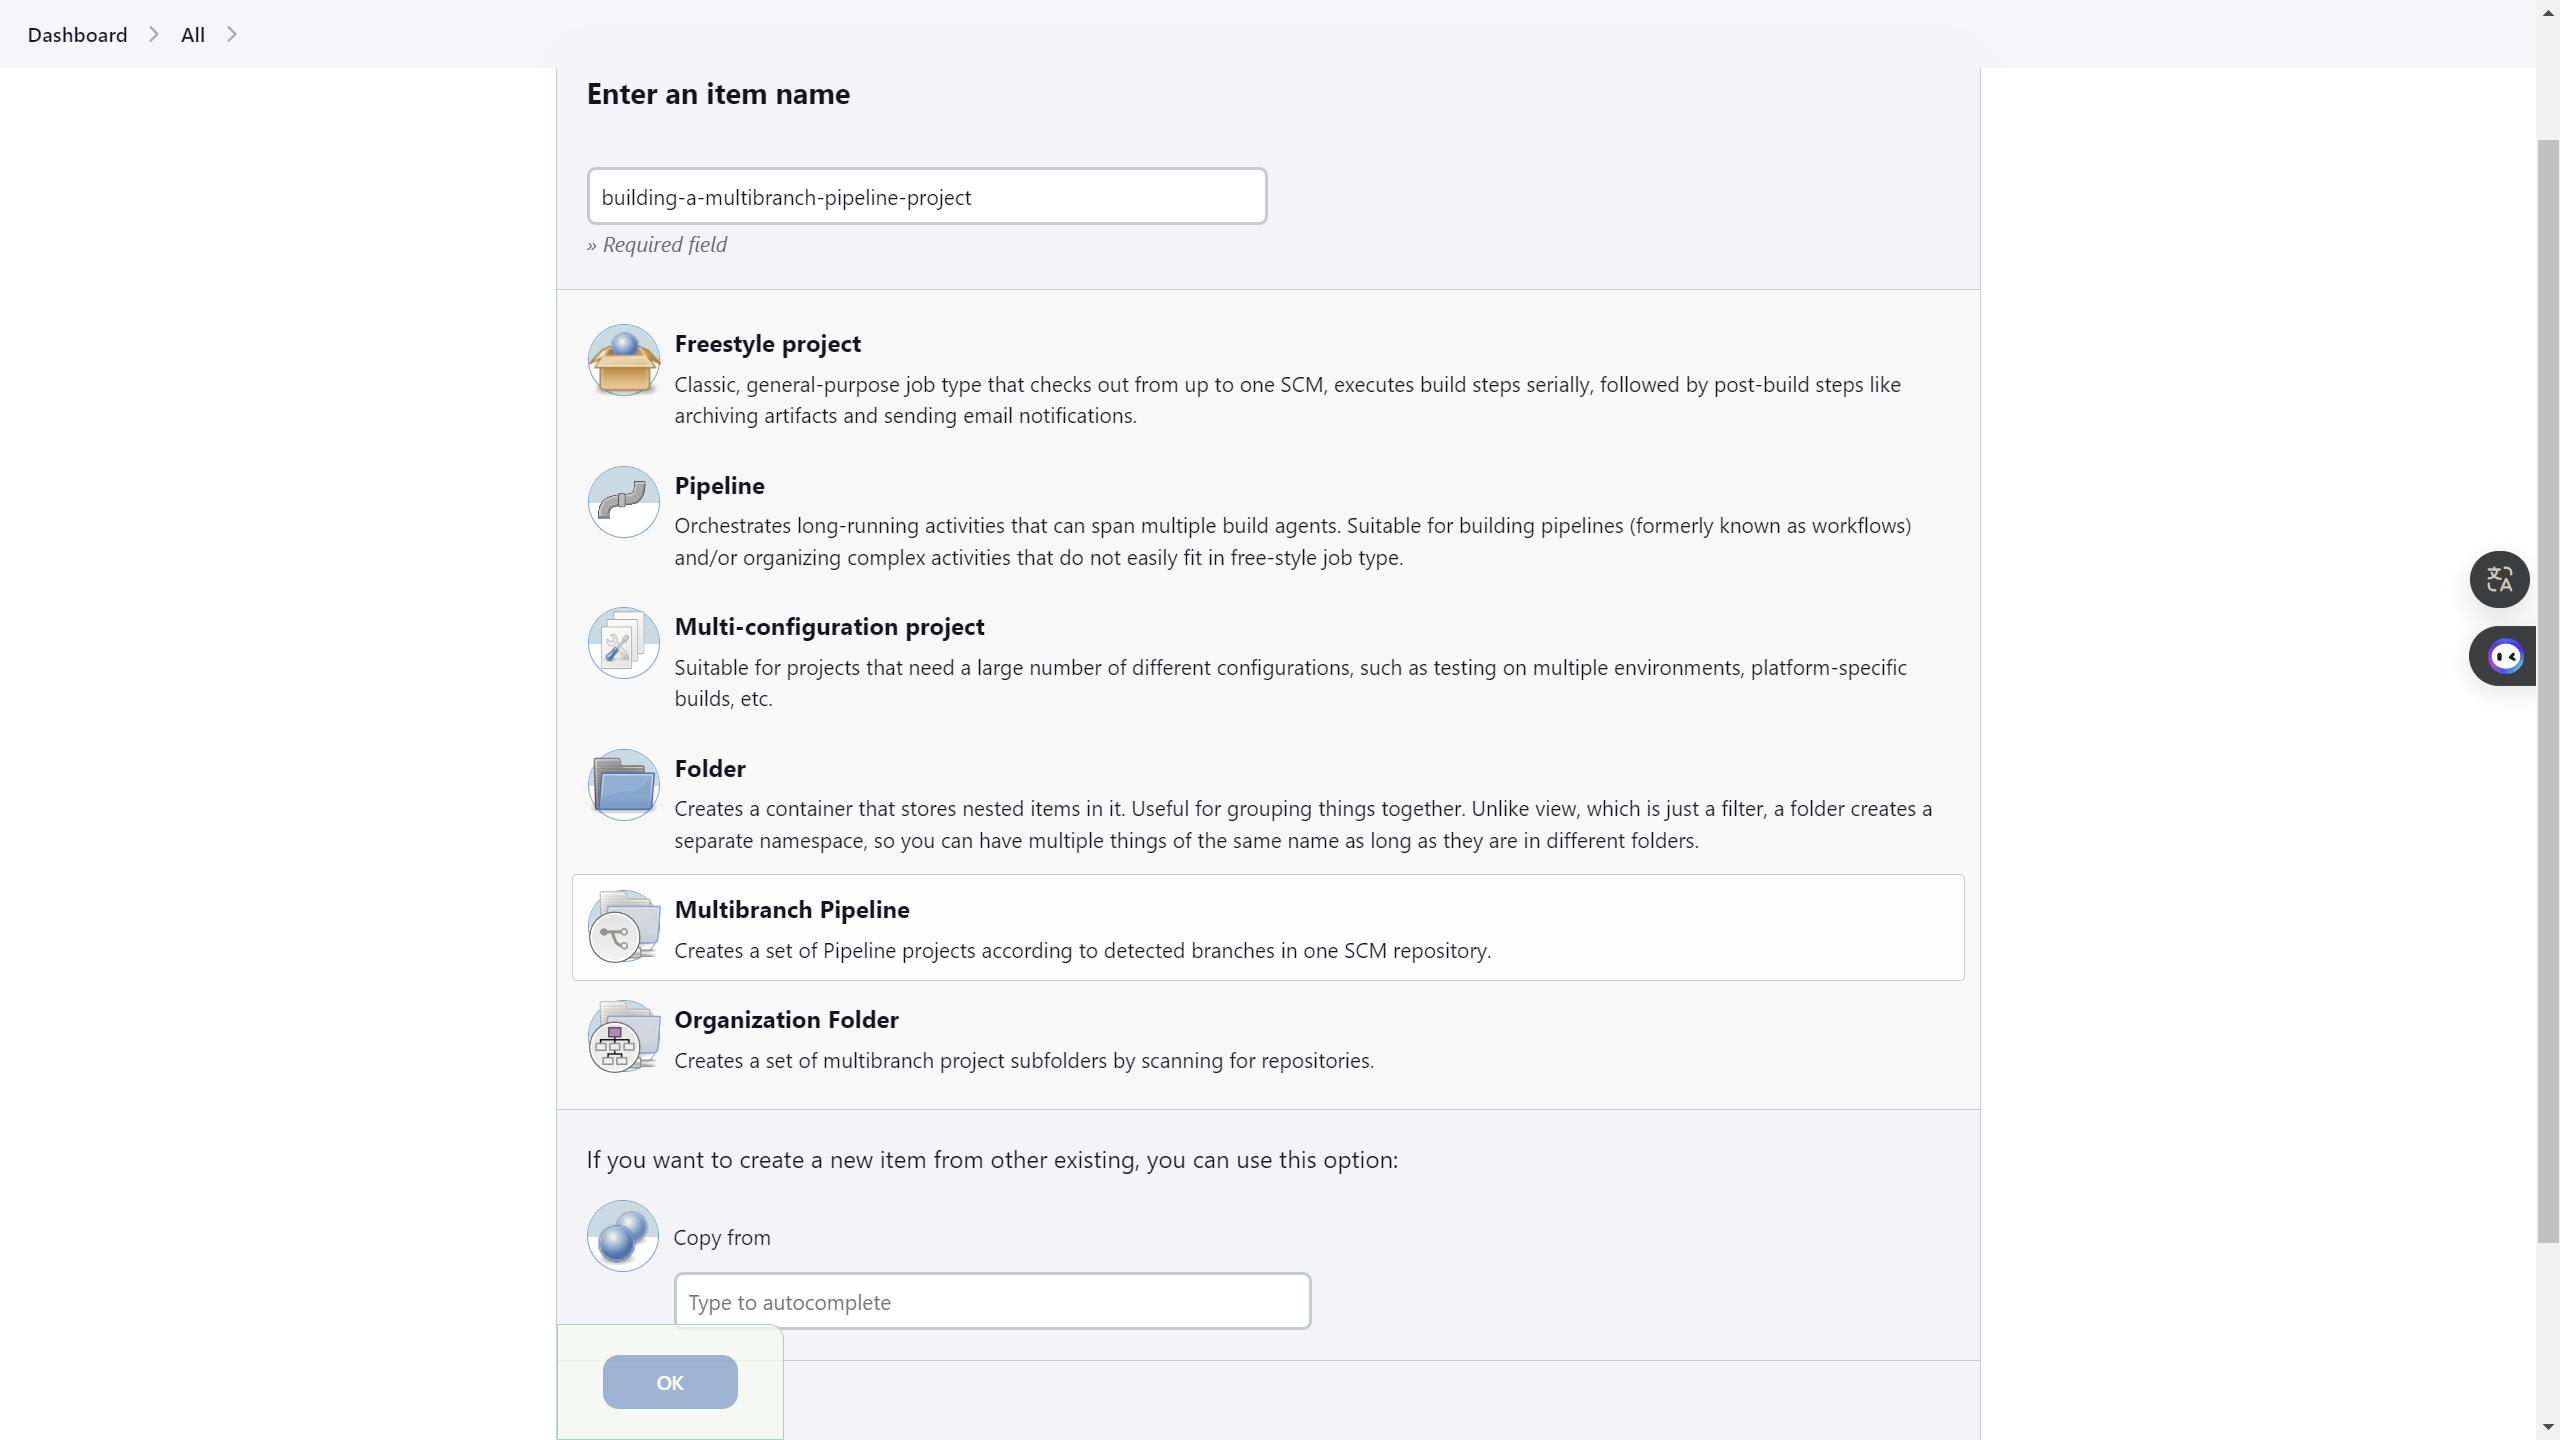 Dashboard
All
Enter an item name
building-a-multibranch-pipeline-project
» Required field
Freestyle project
Classic, general-purpose job type that checks out from up to one SCM, executes build steps serially, followed by post-build steps like
archiving artifacts and sending email notifications.
Pipeline
Orchestrates long-running activities that can span multiple build agents. Suitable for building pipelines (formerly known as workflows)
and/or organizing complex activities that do not easily fit in free-style job type.
Multi-configuration project
Suitable for projects that need a large number of different configurations, such as testing on multiple environments, platform-specific
builds, etc.
Folder
Creates a container that stores nested items in it. Useful for grouping things together. Unlike view, which is just a filter, a folder creates a
separate namespace, so you can have multiple things of the same name as long as they are in different folders.
Multibranch Pipeline
Creates a set of Pipeline projects according to detected branches in one SCM repository.
Organization Folder
Creates a set of multibranch project subfolders by scanning for repositories.
If you want to create a new item from other existing, you can use this option:
Copy from
Type to autocomplete
OK